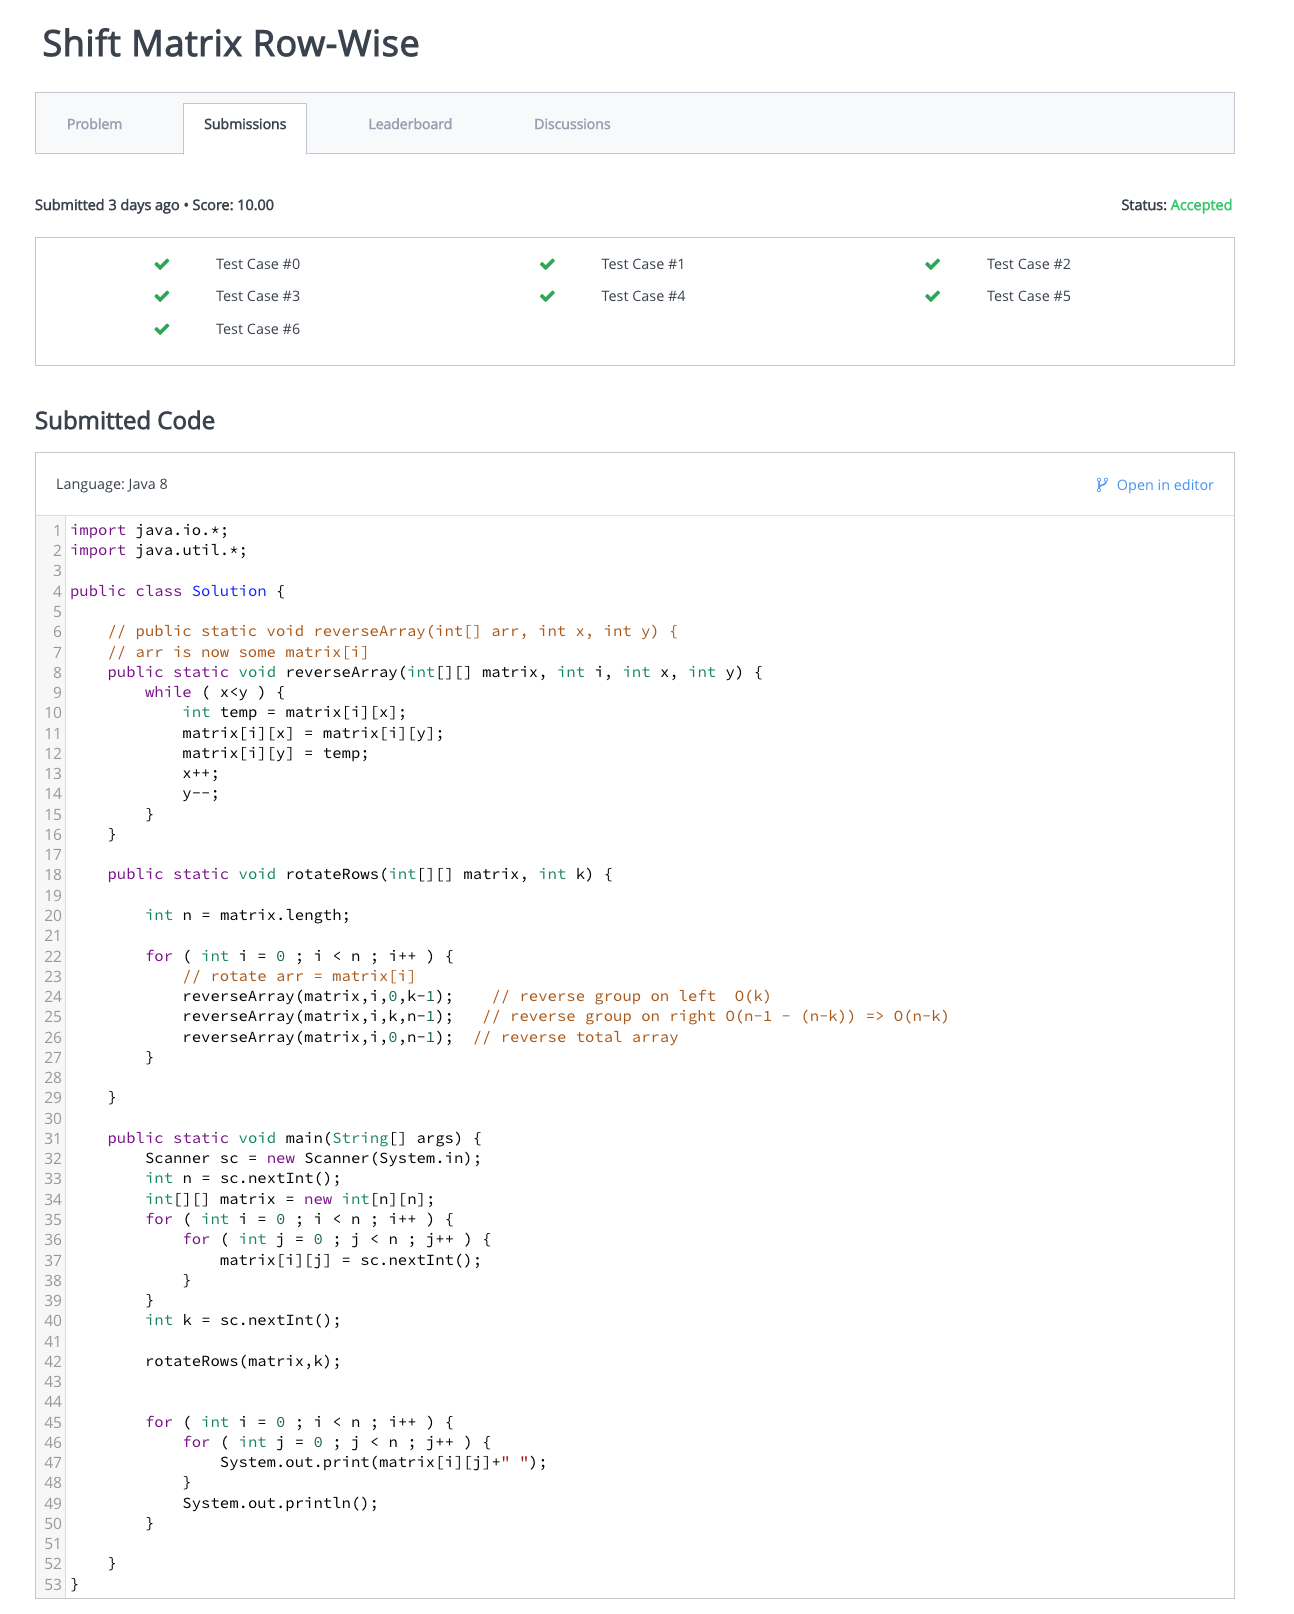 Shift Matrix Row-Wise
Problem Submissions Leaderboard Discussions
Submitted 3 days ago • Score: 10.00 Status: Accepted
Test Case #0 Test Case #1 Test Case #2
Test Case #3 Test Case #4 Test Case #5
Test Case #6
Submitted Code
Language: Java 8 Open in editor
1 import java.io.*;
2 import java.util.*;
3
4 public class Solution {
5
6     // public static void reverseArray(int[] arr, int x, int y) {
7     // arr is now some matrix[i]
8     public static void reverseArray(int[][] matrix, int i, int x, int y) {
9         while ( x<y ) {
10             int temp = matrix[i][x];
11             matrix[i][x] = matrix[i][y];
12             matrix[i][y] = temp;
13             x++;
14             y--;
15         }
16     }
17
18     public static void rotateRows(int[][] matrix, int k) {
19
20         int n = matrix.length;
21
22         for ( int i = 0 ; i < n ; i++ ) {
23             // rotate arr = matrix[i]
24             reverseArray(matrix,i,0,k-1);    // reverse group on left  O(k)
25             reverseArray(matrix,i,k,n-1);   // reverse group on right O(n-1 - (n-k)) => O(n-k)
26             reverseArray(matrix,i,0,n-1);  // reverse total array
27         }
28
29     }
30
31     public static void main(String[] args) {
32         Scanner sc = new Scanner(System.in);
33         int n = sc.nextInt();
34         int[][] matrix = new int[n][n];
35         for ( int i = 0 ; i < n ; i++ ) {
36             for ( int j = 0 ; j < n ; j++ ) {
37                 matrix[i][j] = sc.nextInt();
38             }
39         }
40         int k = sc.nextInt();
41
42         rotateRows(matrix,k);
43
44
45         for ( int i = 0 ; i < n ; i++ ) {
46             for ( int j = 0 ; j < n ; j++ ) {
47                 System.out.print(matrix[i][j]+" ");
48             }
49             System.out.println();
50         }
51
52     }
53 }